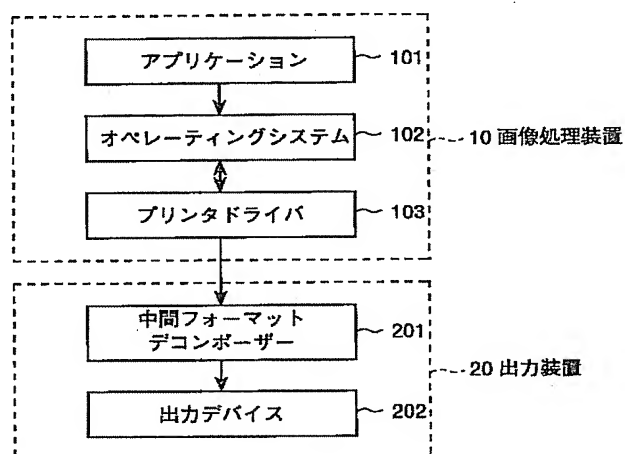 アプリケーション
101
オペレーティングシステム
102
10 画像処理装置
プリンタドライバ
103
中間フォーマット
デコンポーザー
201
20 出力装置
出力デバイス
202